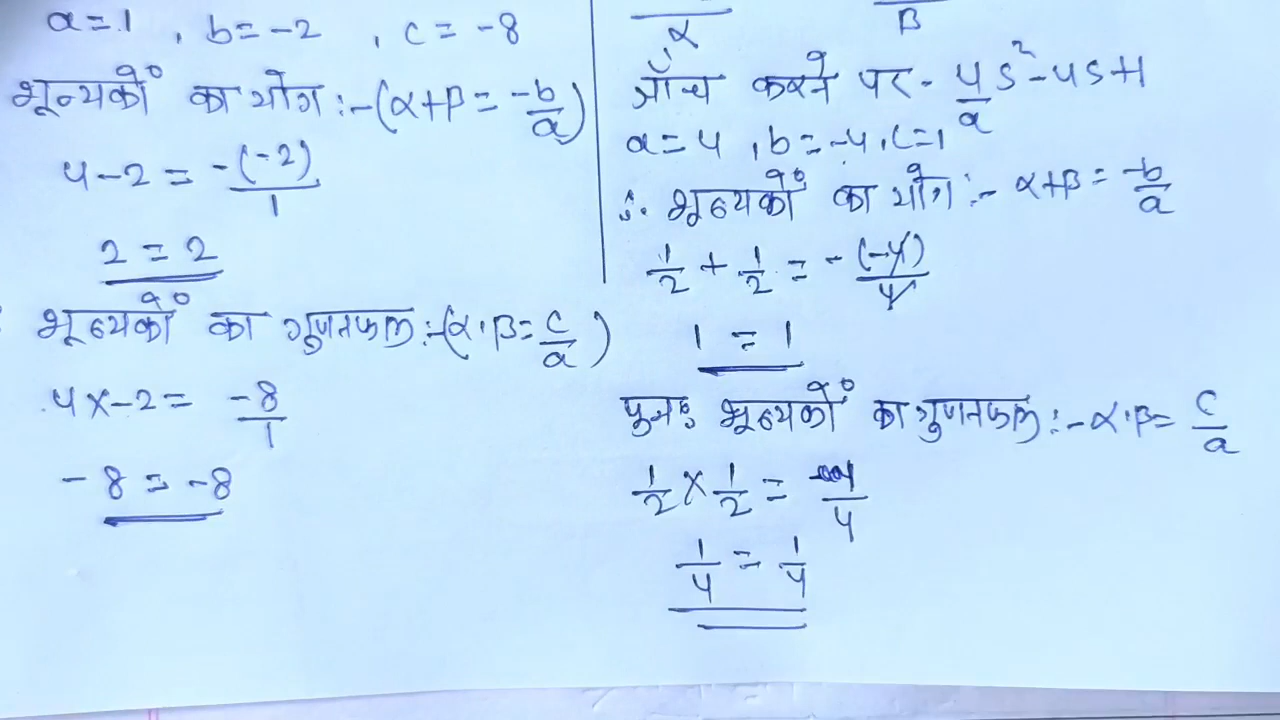 a=1 , b=-2 , c=-8
शून्यकों का योग:-(α+β = -b/a)
4-2 = -(-2)/1
2 = 2
शून्यकों का गुणनफल:-(α·β = c/a)
4×-2 = -8/1
-8 = -8
α β
जाँच करने पर - 4s²-4s+1
a
a=4 , b=-4 , c=1
∴ शून्यकों का योग:- α+β = -b/a
1/2 + 1/2 = -(-4)/4
1 = 1
पुनः शून्यकों का गुणनफल:- α·β = c/a
1/2 × 1/2 = 1/4
1/4 = 1/4